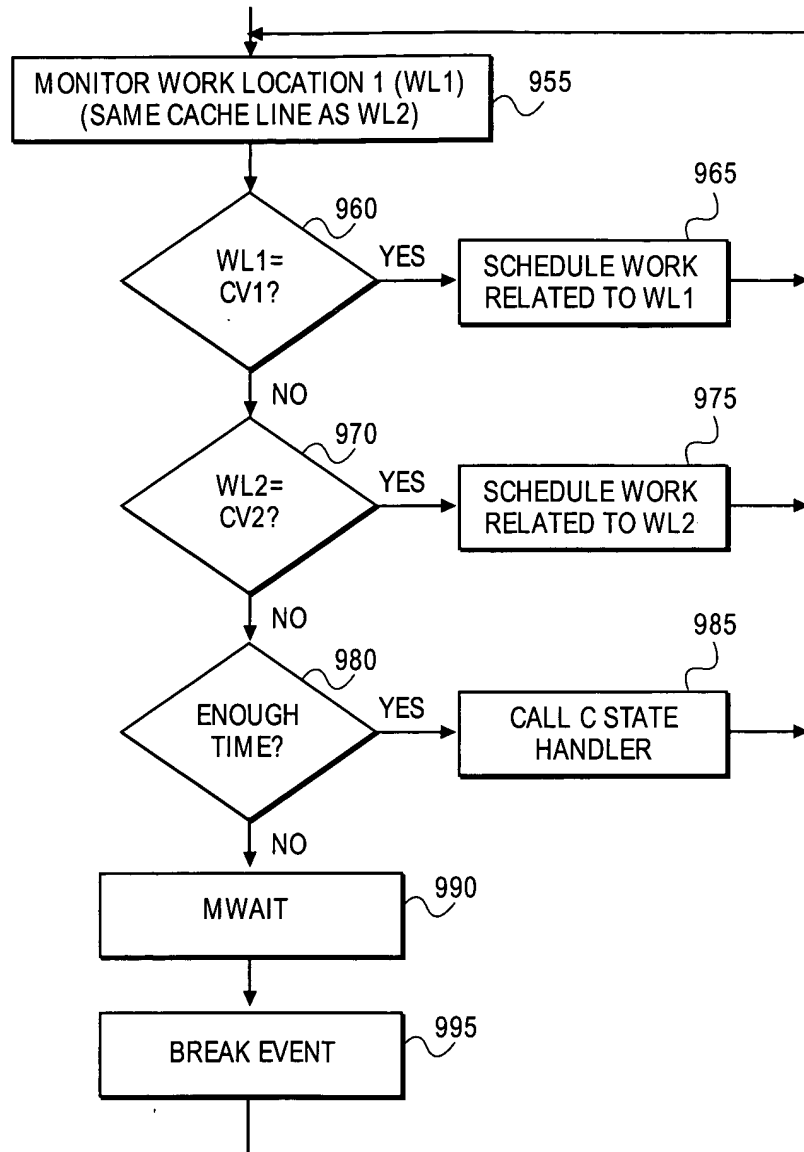 MONITOR WORK LOCATION 1 (WL1)
(SAME CACHE LINE AS WL2)
955
960
WL1=
CV1?
YES
965
SCHEDULE WORK
RELATED TO WL1
NO
970
WL2=
CV2?
YES
975
SCHEDULE WORK
RELATED TO WL2
NO
980
ENOUGH
TIME?
YES
985
CALL C STATE
HANDLER
NO
MWAIT
990
BREAK EVENT
995